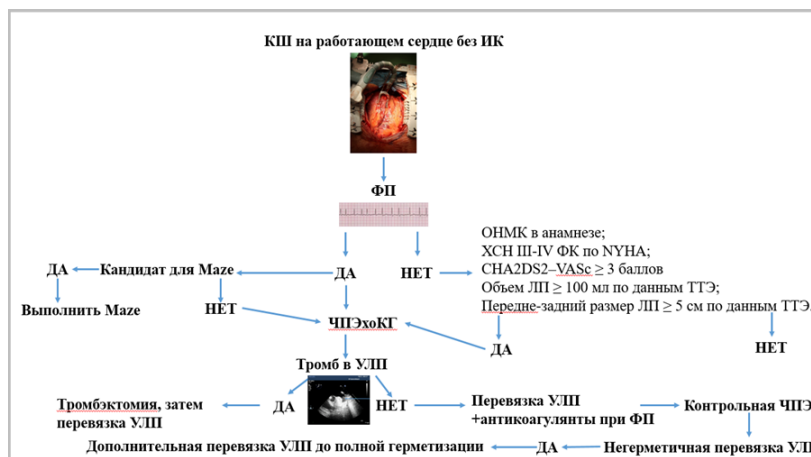 КШ на работающем сердце без ИК
ФП
ОНМК в анамнезе;
ХСН III-IV ФК по NYHA;
CHA2DS2–VASc ≥ 3 баллов
Объем ЛП ≥ 100 мл по данным ТТЭ;
Передне-задний размер ЛП ≥ 5 см по данным ТТЭ
ДА
Кандидат для Maze
ДА
НЕТ
Выполнить Maze
НЕТ
ЧПЭхоКГ
ДА
НЕТ
Тромб в УЛП
Тромбэктомия, затем
перевязка УЛП
ДА
НЕТ
Перевязка УЛП
+антикоагулянты при ФП
Контрольная ЧПЭ
Дополнительная перевязка УЛП до полной герметизации
ДА
Негерметичная перевязка УЛ